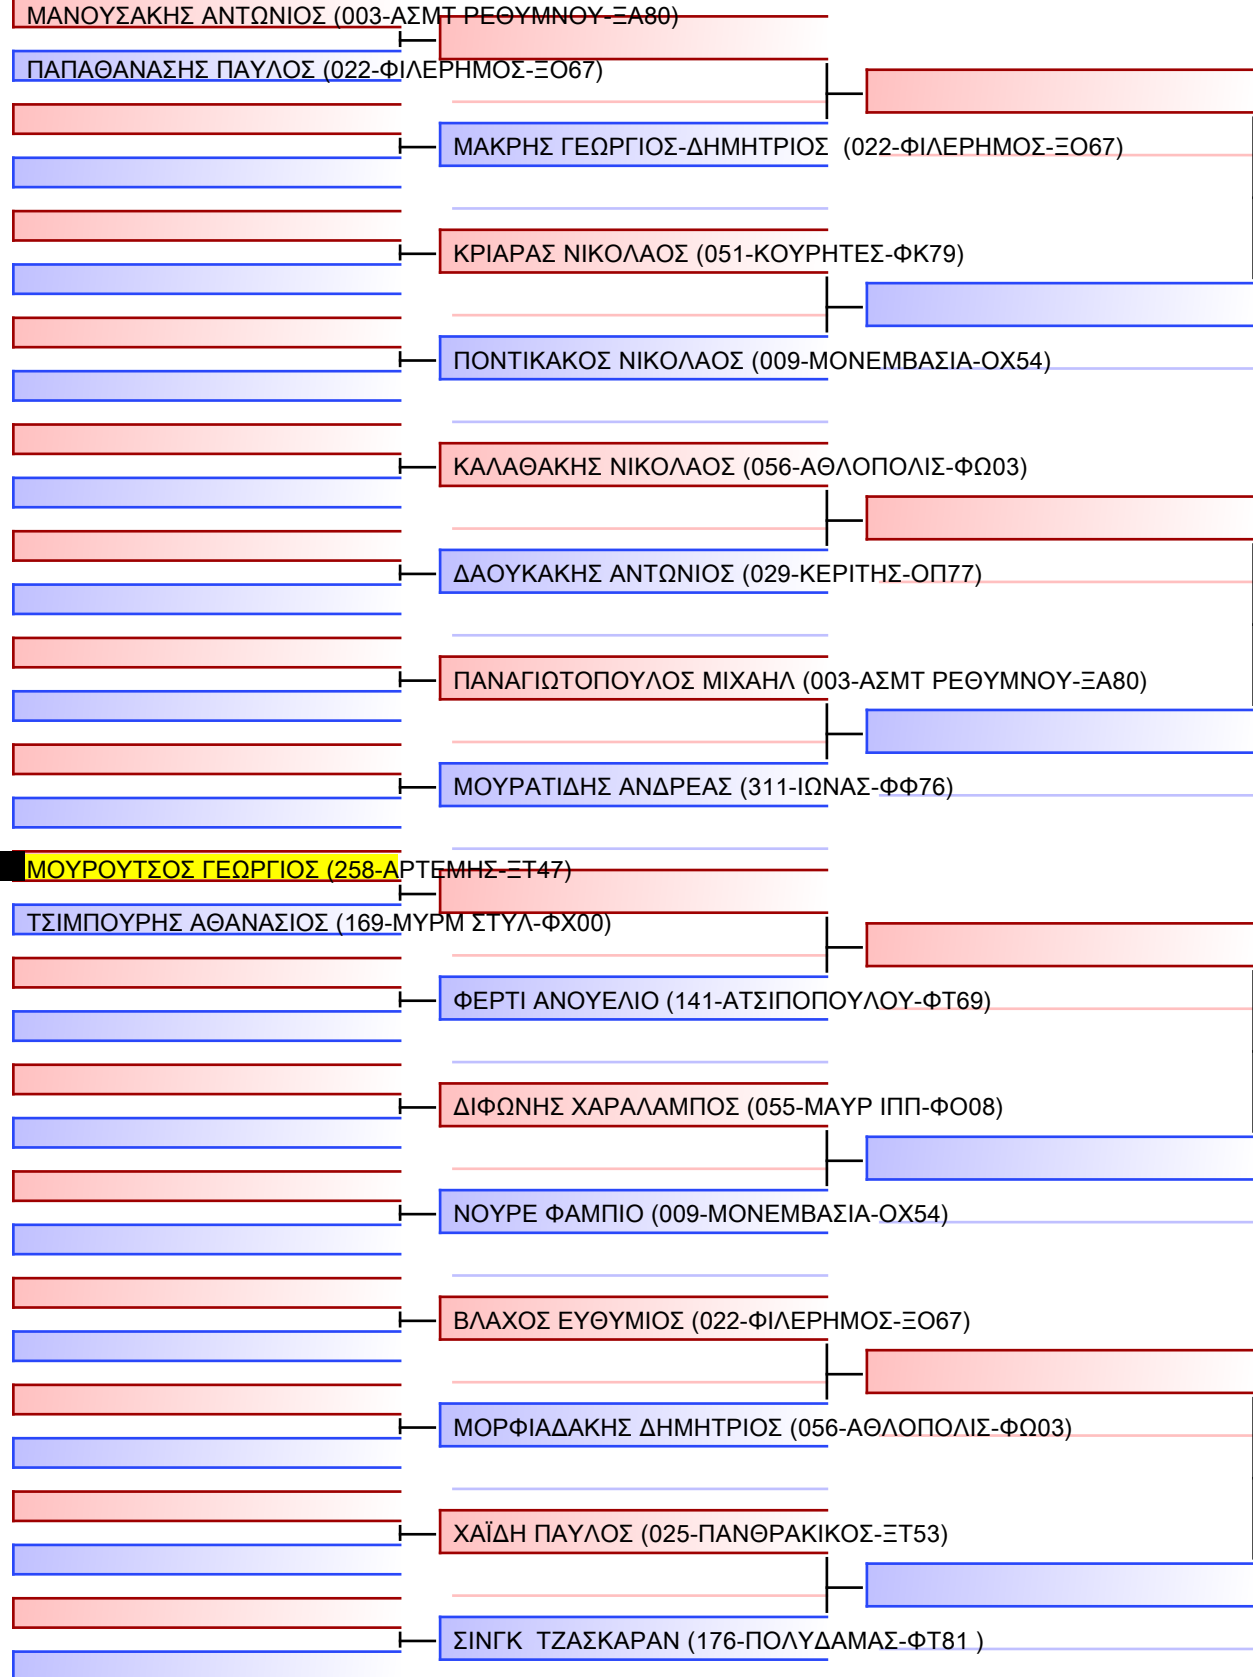 ΜΑΝΟΥΣΑΚΗΣ ΑΝΤΩΝΙΟΣ (003-ΑΣΜΤ ΡΕΘΥΜΝΟΥ-ΞΑ80)
ΠΑΠΑΘΑΝΑΣΗΣ ΠΑΥΛΟΣ (022-ΦΙΛΕΡΗΜΟΣ-ΞΟ67)
ΜΑΚΡΗΣ ΓΕΩΡΓΙΟΣ-ΔΗΜΗΤΡΙΟΣ (022-ΦΙΛΕΡΗΜΟΣ-ΞΟ67)
ΚΡΙΑΡΑΣ ΝΙΚΟΛΑΟΣ (051-ΚΟΥΡΗΤΕΣ-ΦΚ79)
ΠΟΝΤΙΚΑΚΟΣ ΝΙΚΟΛΑΟΣ (009-ΜΟΝΕΜΒΑΣΙΑ-ΟΧ54)
ΚΑΛΑΘΑΚΗΣ ΝΙΚΟΛΑΟΣ (056-ΑΘΛΟΠΟΛΙΣ-ΦΩ03)
ΔΑΟΥΚΑΚΗΣ ΑΝΤΩΝΙΟΣ (029-ΚΕΡΙΤΗΣ-ΟΠ77)
ΠΑΝΑΓΙΩΤΟΠΟΥΛΟΣ ΜΙΧΑΗΛ (003-ΑΣΜΤ ΡΕΘΥΜΝΟΥ-ΞΑ80)
ΜΟΥΡΑΤΙΔΗΣ ΑΝΔΡΕΑΣ (311-ΙΩΝΑΣ-ΦΦ76)
ΜΟΥΡΟΥΤΣΟΣ ΓΕΩΡΓΙΟΣ (258-ΑΡΤΕΜΗΣ-ΞΤ47)
ΤΣΙΜΠΟΥΡΗΣ ΑΘΑΝΑΣΙΟΣ (169-ΜΥΡΜ ΣΤΥΛ-ΦΧ00)
ΦΕΡΤΙ ΑΝΟΥΕΛΙΟ (141-ΑΤΣΙΠΟΠΟΥΛΟΥ-ΦΤ69)
ΔΙΦΩΝΗΣ ΧΑΡΑΛΑΜΠΟΣ (055-ΜΑΥΡ ΙΠΠ-ΦΟ08)
ΝΟΥΡΕ ΦΑΜΠΙΟ (009-ΜΟΝΕΜΒΑΣΙΑ-ΟΧ54)
ΒΛΑΧΟΣ ΕΥΘΥΜΙΟΣ (022-ΦΙΛΕΡΗΜΟΣ-ΞΟ67)
ΜΟΡΦΙΑΔΑΚΗΣ ΔΗΜΗΤΡΙΟΣ (056-ΑΘΛΟΠΟΛΙΣ-ΦΩ03)
ΧΑΪΔΗ ΠΑΥΛΟΣ (025-ΠΑΝΘΡΑΚΙΚΟΣ-ΞΤ53)
ΣΙΝΓΚ ΤΖΑΣΚΑΡΑΝ (176-ΠΟΛΥΔΑΜΑΣ-ΦΤ81 )